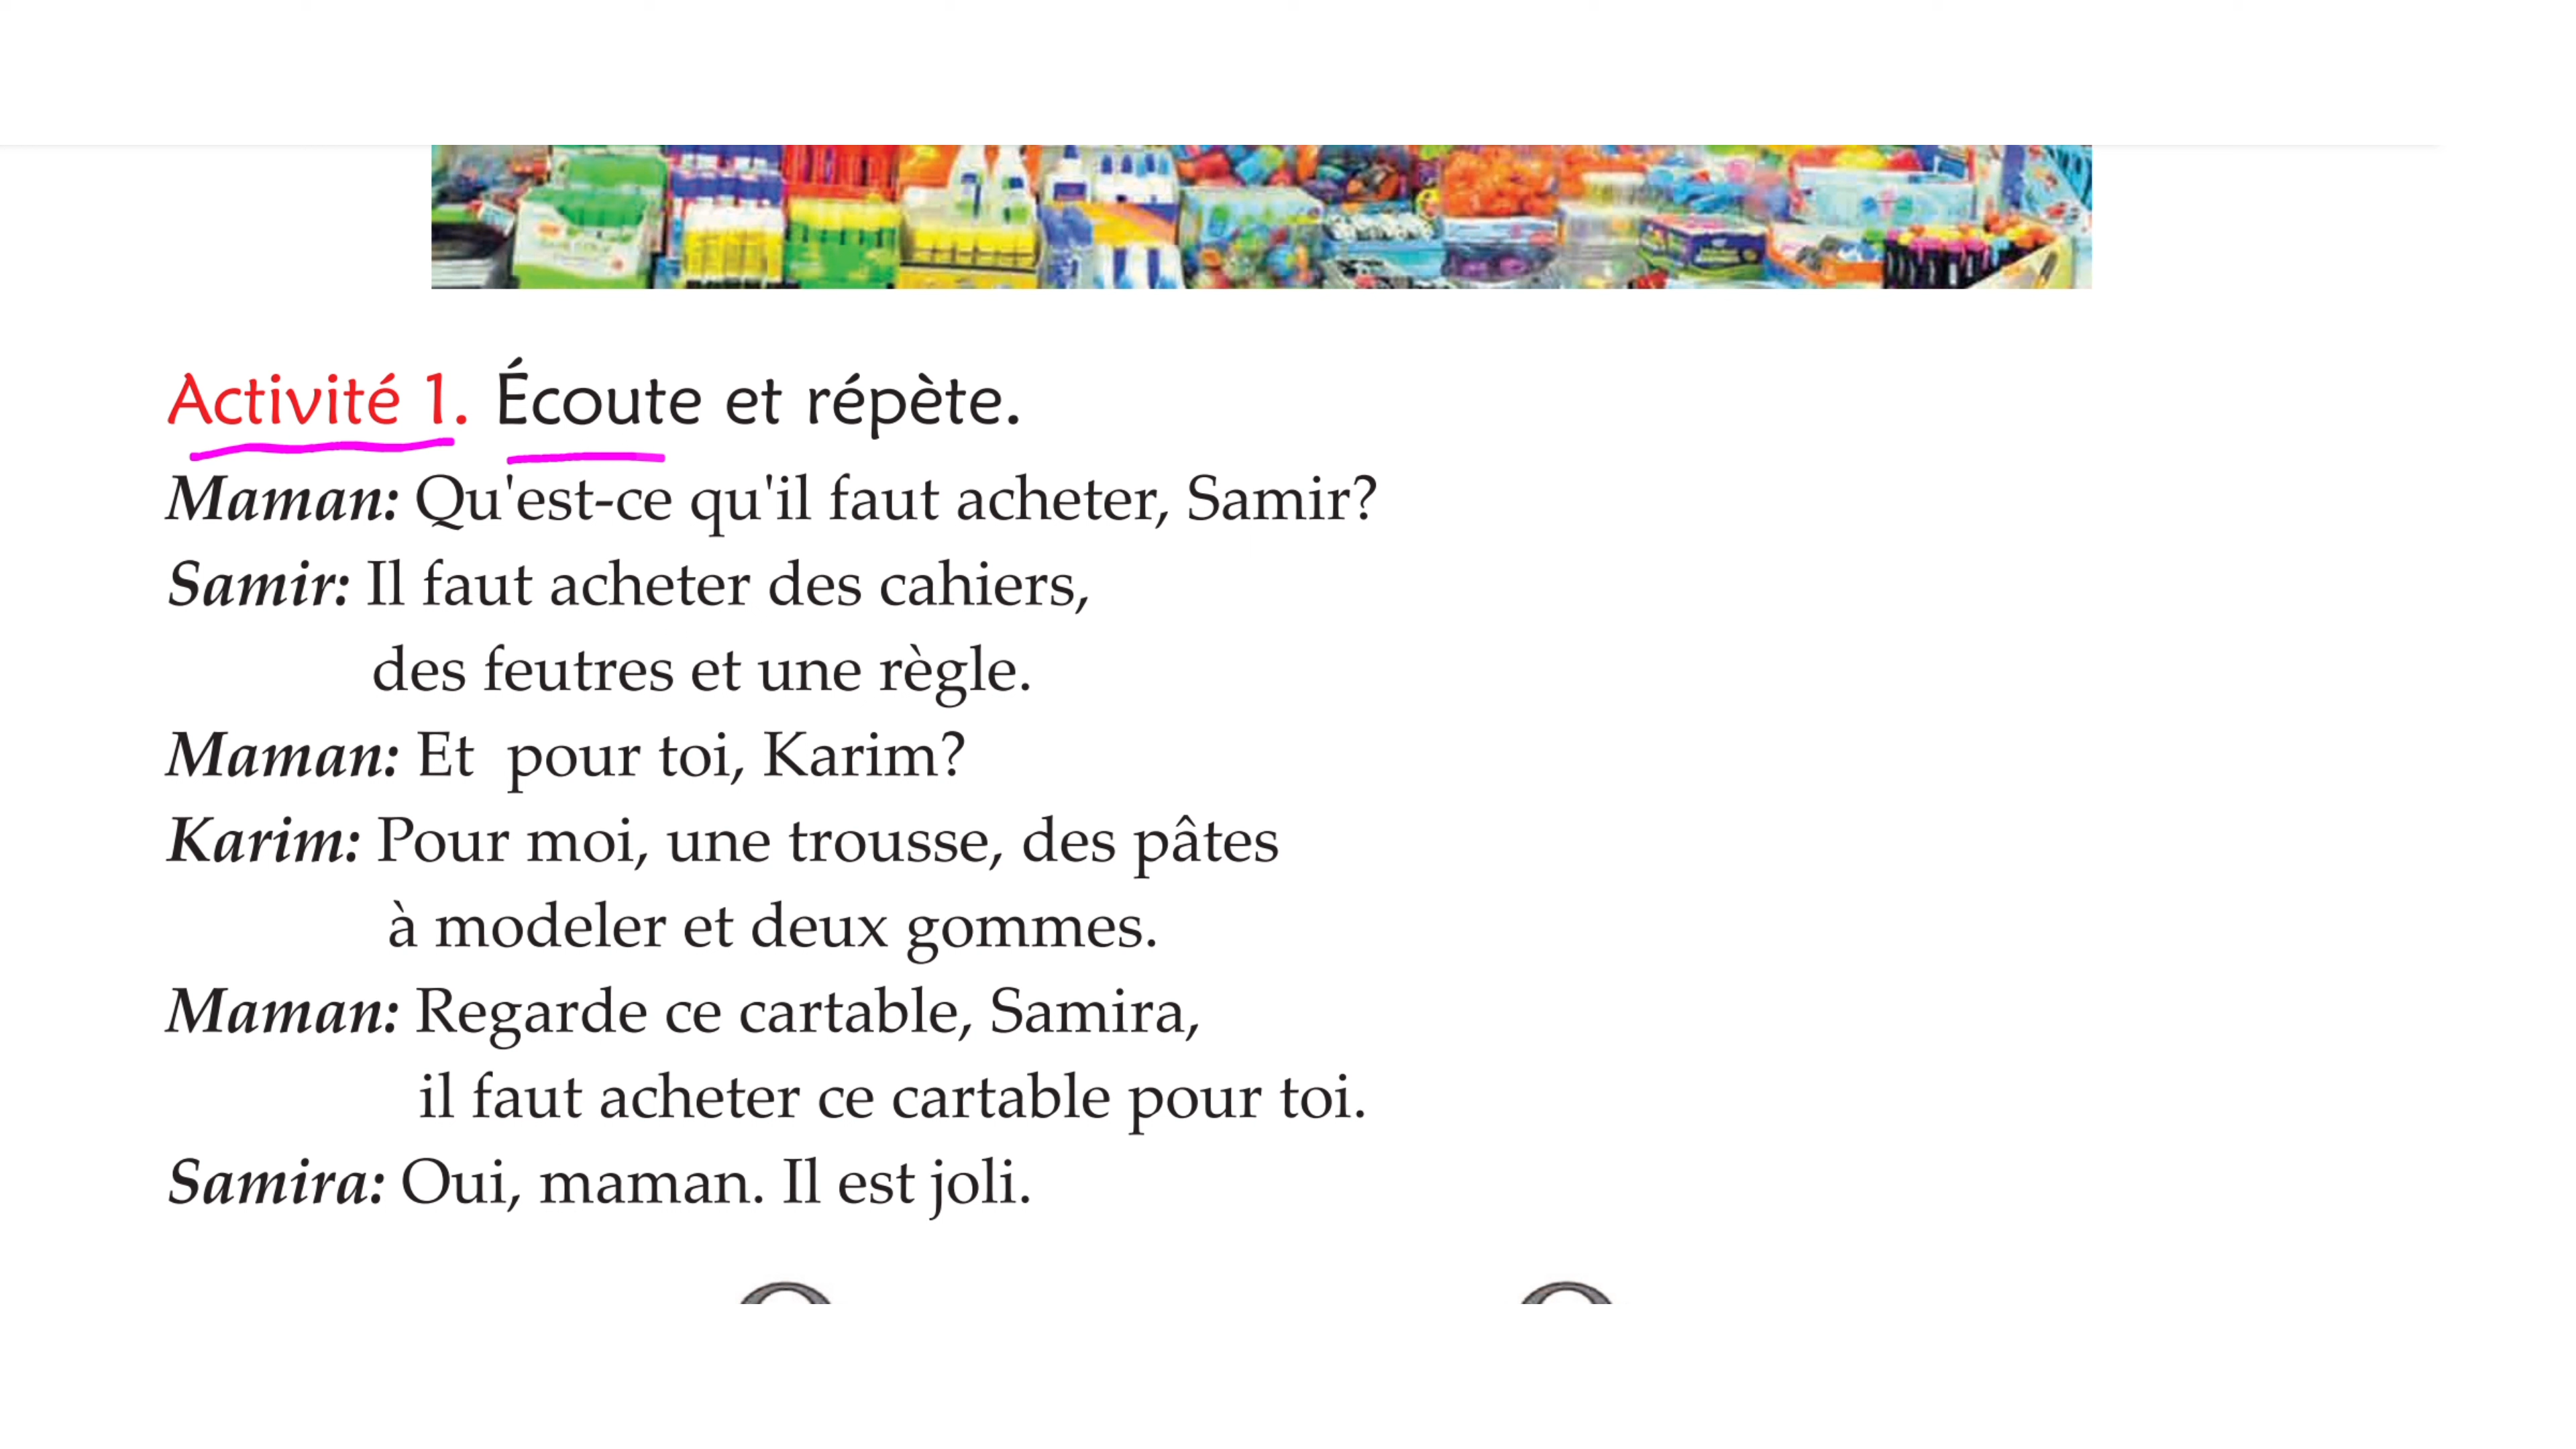 Activité 1. Écoute et répète.
Maman: Qu'est-ce qu'il faut acheter, Samir?
Samir: Il faut acheter des cahiers,
des feutres et une règle.
Maman: Et pour toi, Karim?
Karim: Pour moi, une trousse, des pâtes
à modeler et deux gommes.
Maman: Regarde ce cartable, Samira,
il faut acheter ce cartable pour toi.
Samira: Oui, maman. Il est joli.